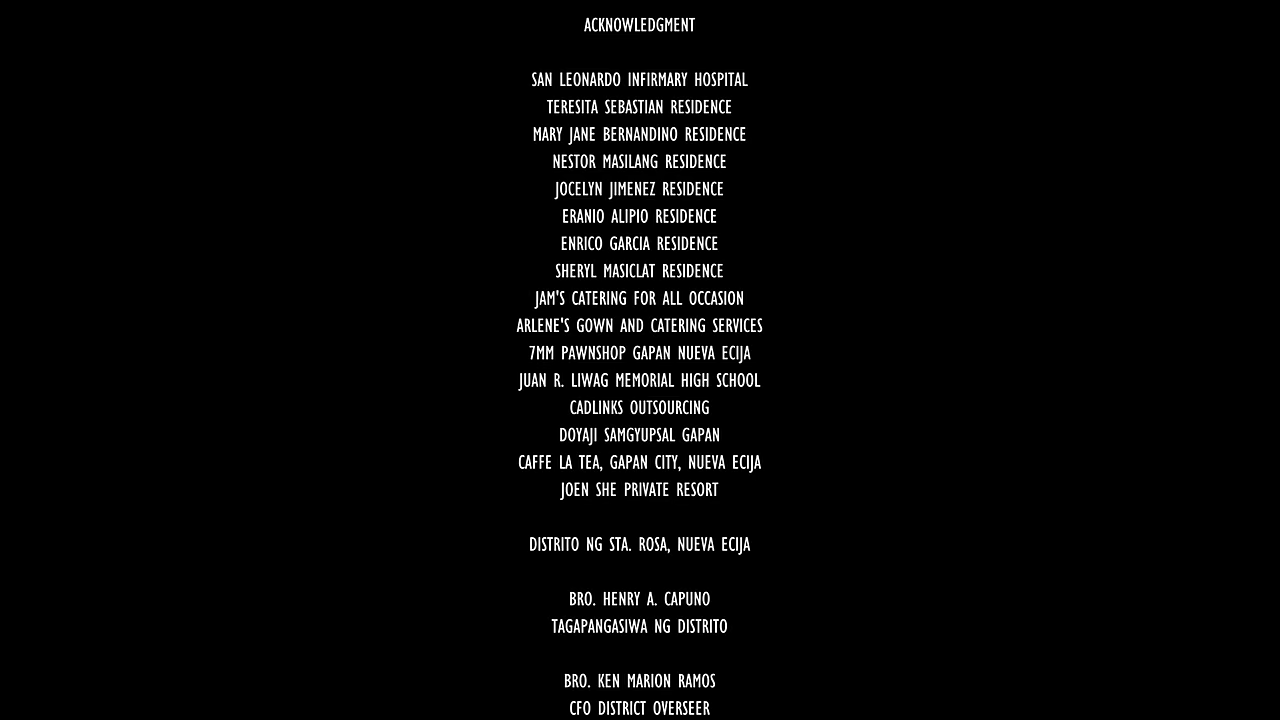 ACKNOWLEDGMENT
SAN LEONARDO INFIRMARY HOSPITAL
TERESITA SEBASTIAN RESIDENCE
MARY JANE BERNANDINO RESIDENCE
NESTOR MASILANG RESIDENCE
JOCELYN JIMENEZ RESIDENCE
ERANIO ALIPIO RESIDENCE
ENRICO GARCIA RESIDENCE
SHERYL MASICLAT RESIDENCE
JAM'S CATERING FOR ALL OCCASION
ARLENE'S GOWN AND CATERING SERVICES
7MM PAWNSHOP GAPAN NUEVA ECIJA
JUAN R. LIWAG MEMORIAL HIGH SCHOOL
CADLINKS OUTSOURCING
DOYAJI SAMGYUPSAL GAPAN
CAFFE LA TEA, GAPAN CITY, NUEVA ECIJA
JOEN SHE PRIVATE RESORT
DISTRITO NG STA. ROSA, NUEVA ECIJA
BRO. HENRY A. CAPUNO
TAGAPANGASIWA NG DISTRITO
BRO. KEN MARION RAMOS
CFO DISTRICT OVERSEER